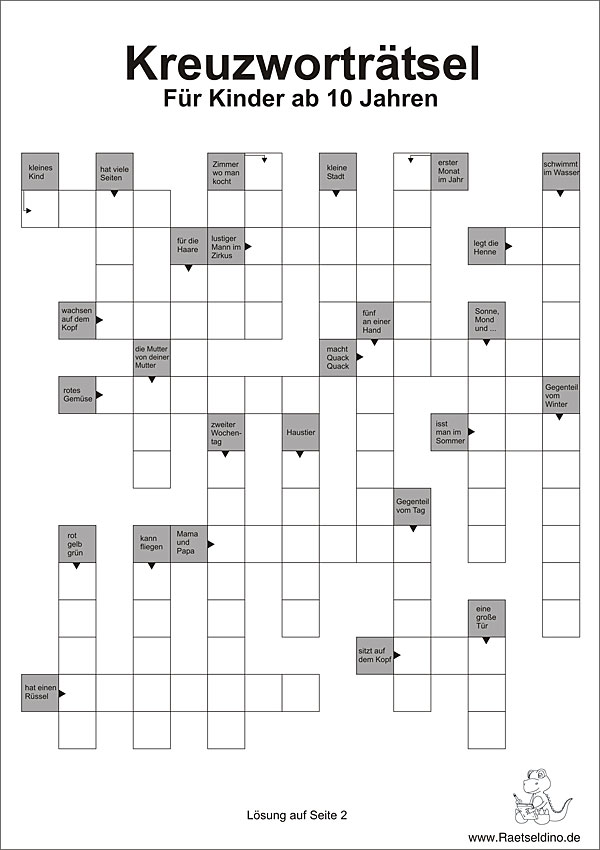 Kreuzworträtsel
Für Kinder ab 10 Jahren
kleines
Kind
hat viele
Seiten
Zimmer
wo man
kocht
kleine
Stadt
erster
Monat
im Jahr
schwimmt
im Wasser
für die
Haare
lustiger
Mann im
Zirkus
legt die
Henne
wachsen
auf dem
Kopf
fünf
an einer
Hand
Sonne,
Mond
und ...
die Mutter
von deiner
Mutter
macht
Quack
Quack
rotes
Gemüse
Gegenteil
vom
Winter
zweiter
Wochen-
tag
Haustier
isst
man im
Sommer
Gegenteil
vom Tag
rot
gelb
grün
kann
fliegen
Mama
und
Papa
eine
große
Tür
sitzt auf
dem Kopf
hat einen
Rüssel
Lösung auf Seite 2
www.Raetseldino.de